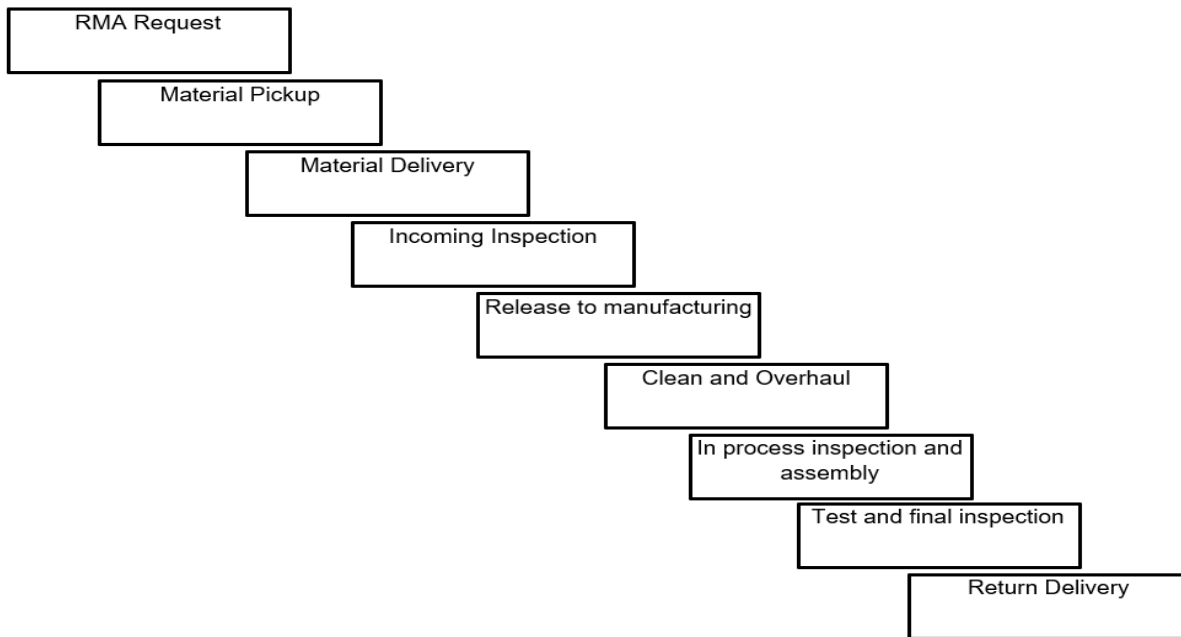 RMA Request
Material Pickup
Material Delivery
Incoming Inspection
Release to manufacturing
Clean and Overhaul
In process inspection and
assembly
Test and final inspection
Return Delivery